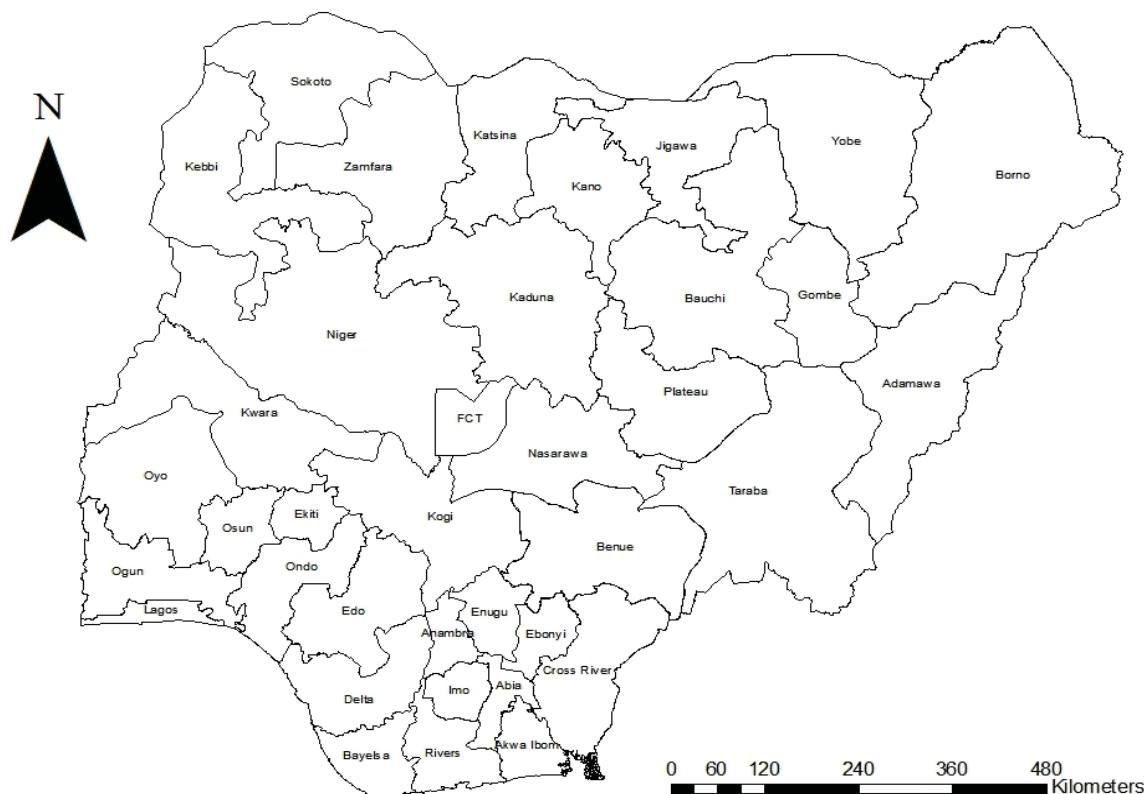 N
Sokoto
Katsina
Yobe
Jigawa
Kebbi
Zamfara
Kano
Borno
Kaduna
Bauchi
Gombe
Niger
Adamawa
Plateau
Kwara
FCT
Nasarawa
Oyo
Taraba
Ekiti
Kogi
Osun
Benue
Ogun
Ondo
Lagos
Edo
Enugu
Anambra
Ebonyi
Cross River
Imo
Abia
Delta
Bayelsa
Rivers
Akwa Ibom
0 60 120 240 360 480
Kilometers